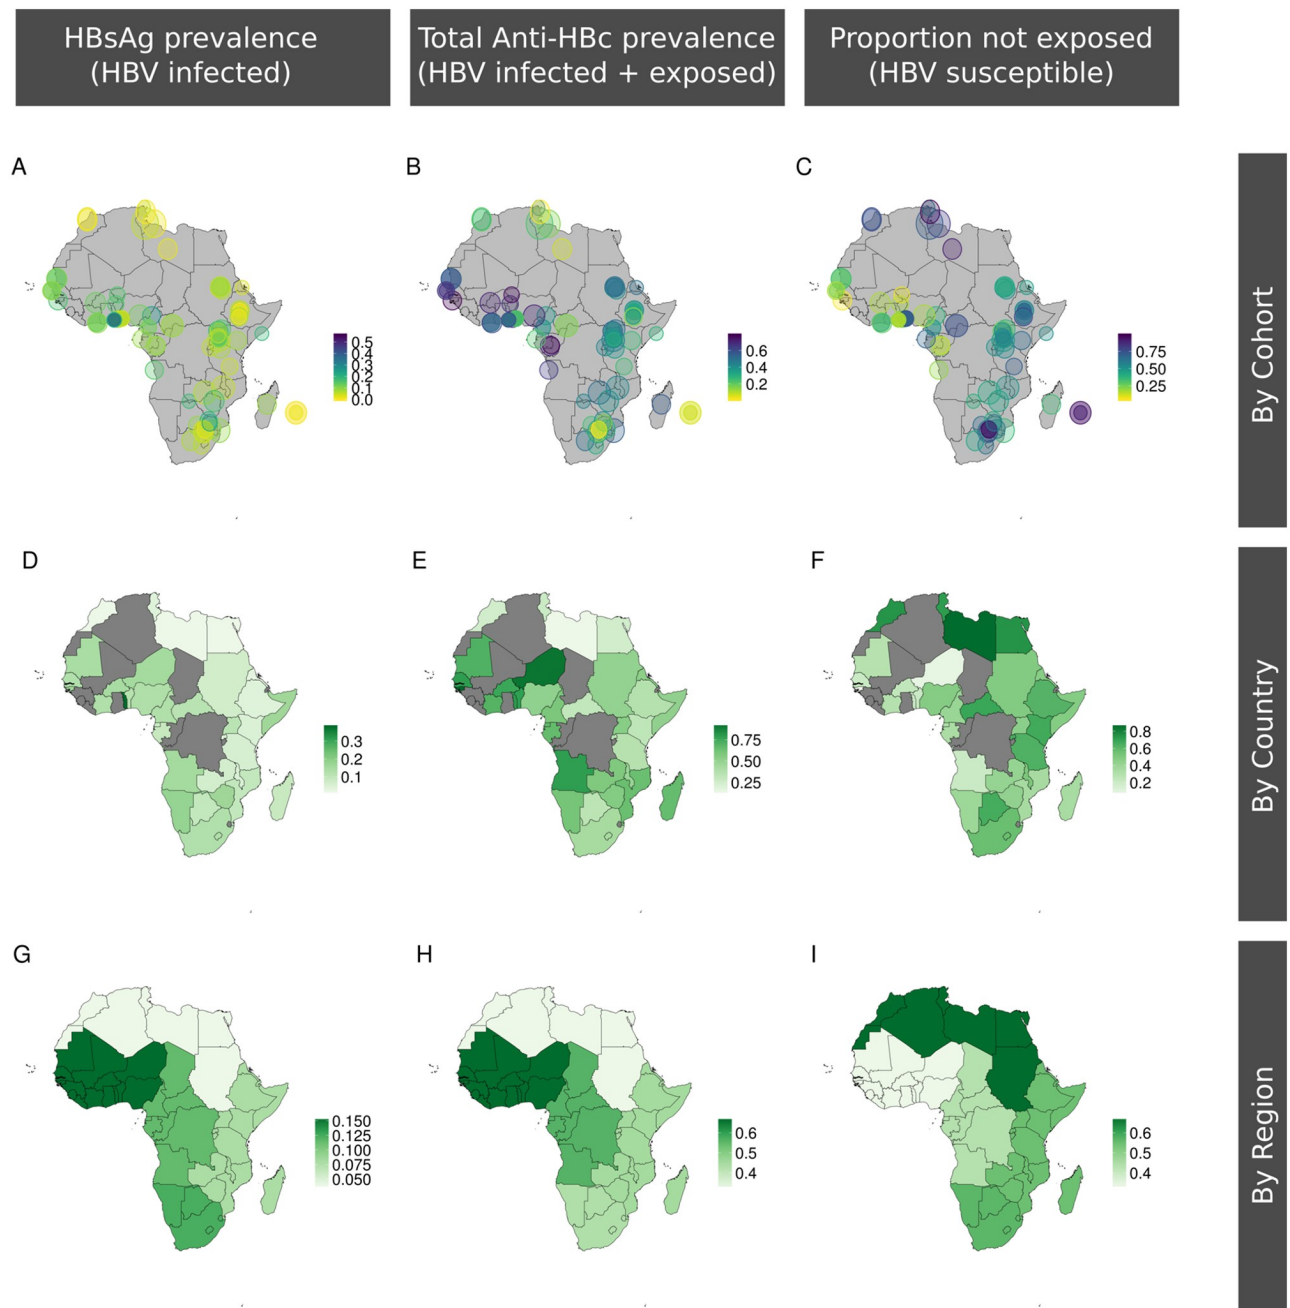 HBsAg prevalence
(HBV infected)
Total Anti-HBc prevalence
(HBV infected + exposed)
Proportion not exposed
(HBV susceptible)
A
B
C
0.5
0.4
0.3
0.2
0.1
0.0
0.6
0.4
0.2
0.75
0.50
0.25
By Cohort
D
E
F
0.3
0.2
0.1
0.75
0.50
0.25
0.8
0.6
0.4
0.2
By Country
G
H
I
0.150
0.125
0.100
0.075
0.050
0.6
0.5
0.4
0.6
0.5
0.4
By Region